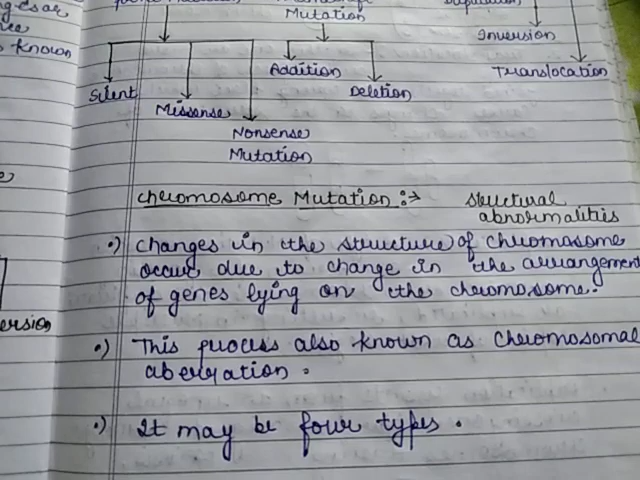 known
Mutation
Inversion
Addition
Translocation
Silent
Deletion
Missense
Nonsense
Mutation
Chromosome Mutation :→ structural
abnormalities
•) Changes in the structure of chromosome
occur due to change in the arrangement
of genes lying on the chromosome.
•) This process also known as Chromosomal
aberration.
•) It may be four types.